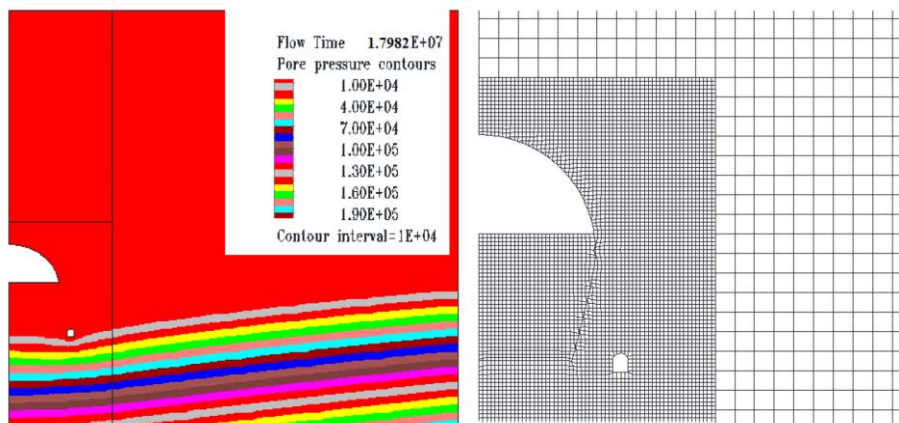 Flow Time 1.7982E+07
Pore pressure contours
1.00E+04
4.00E+04
7.00E+04
1.00E+05
1.30E+05
1.60E+05
1.90E+05
Contour interval=1E+04